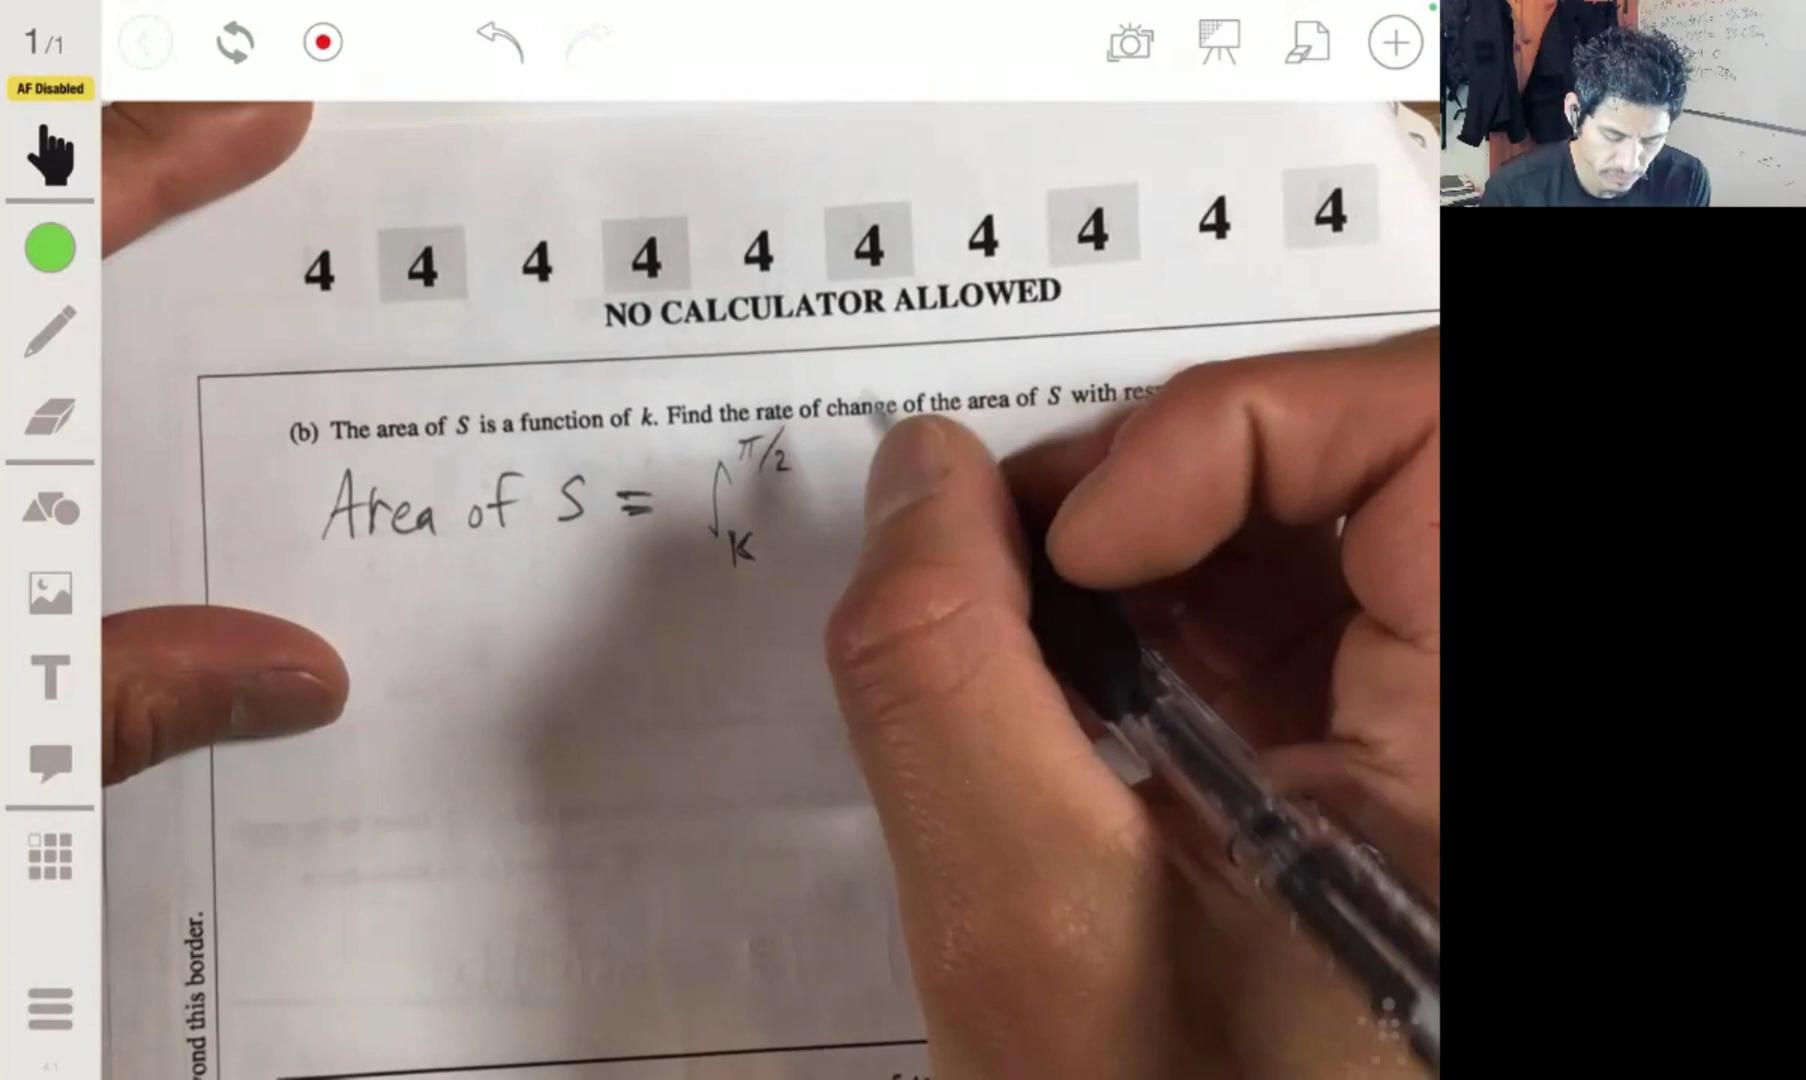 1/1
AF Disabled
4 4 4 4 4 4 4 4 4 4
NO CALCULATOR ALLOWED
(b) The area of S is a function of k. Find the rate of change of the area of S with res
Area of S = ∫ π/2 K
T
yond this border.